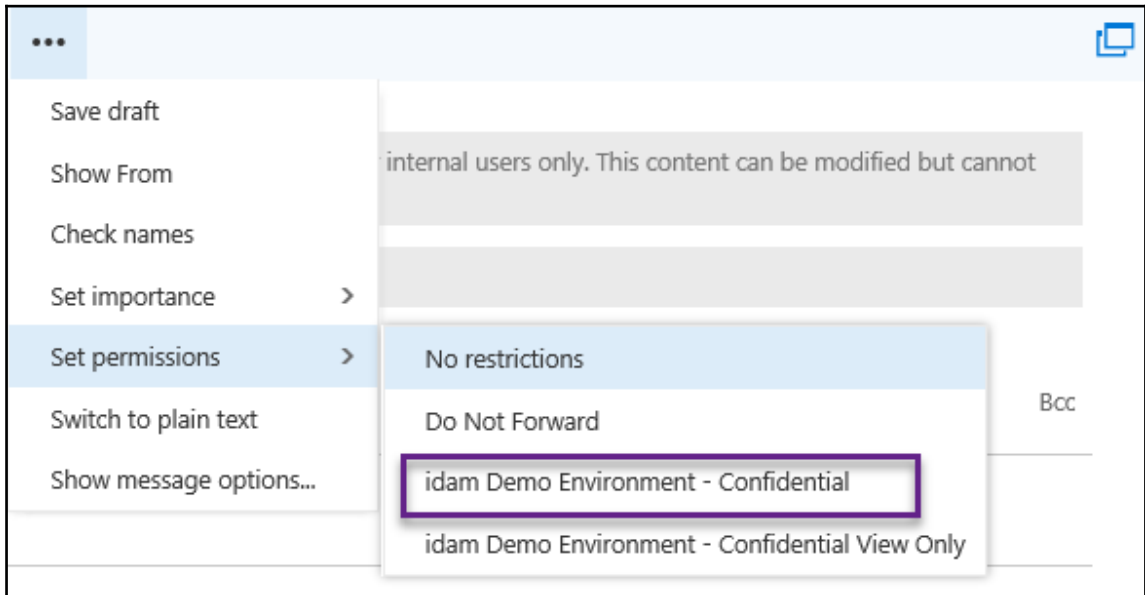 •••
Save draft
Show From
internal users only. This content can be modified but cannot
Check names
Set importance >
Set permissions >
No restrictions
Switch to plain text
Do Not Forward
Bcc
Show message options...
idam Demo Environment - Confidential
idam Demo Environment - Confidential View Only